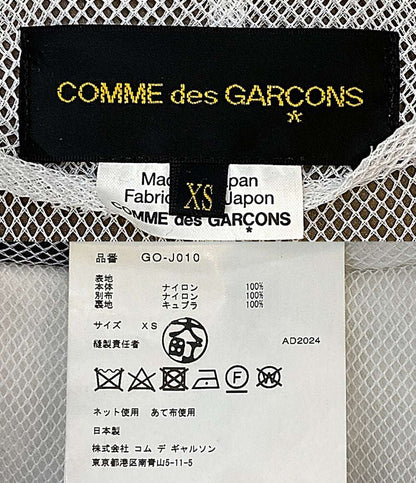 COMME des GARÇONS
*
XS
Made in Japan
Fabriqué au Japon
COMME des GARCONS
*
品番 GO-J010
表地
本体 ナイロン 100%
別布 ナイロン 100%
裏地 キュプラ 100%
サイズ XS
縫製責任者 AD2024
F W
ネット使用 あて布使用
日本製
株式会社 コム デ ギャルソン
東京都港区南青山5-11-5